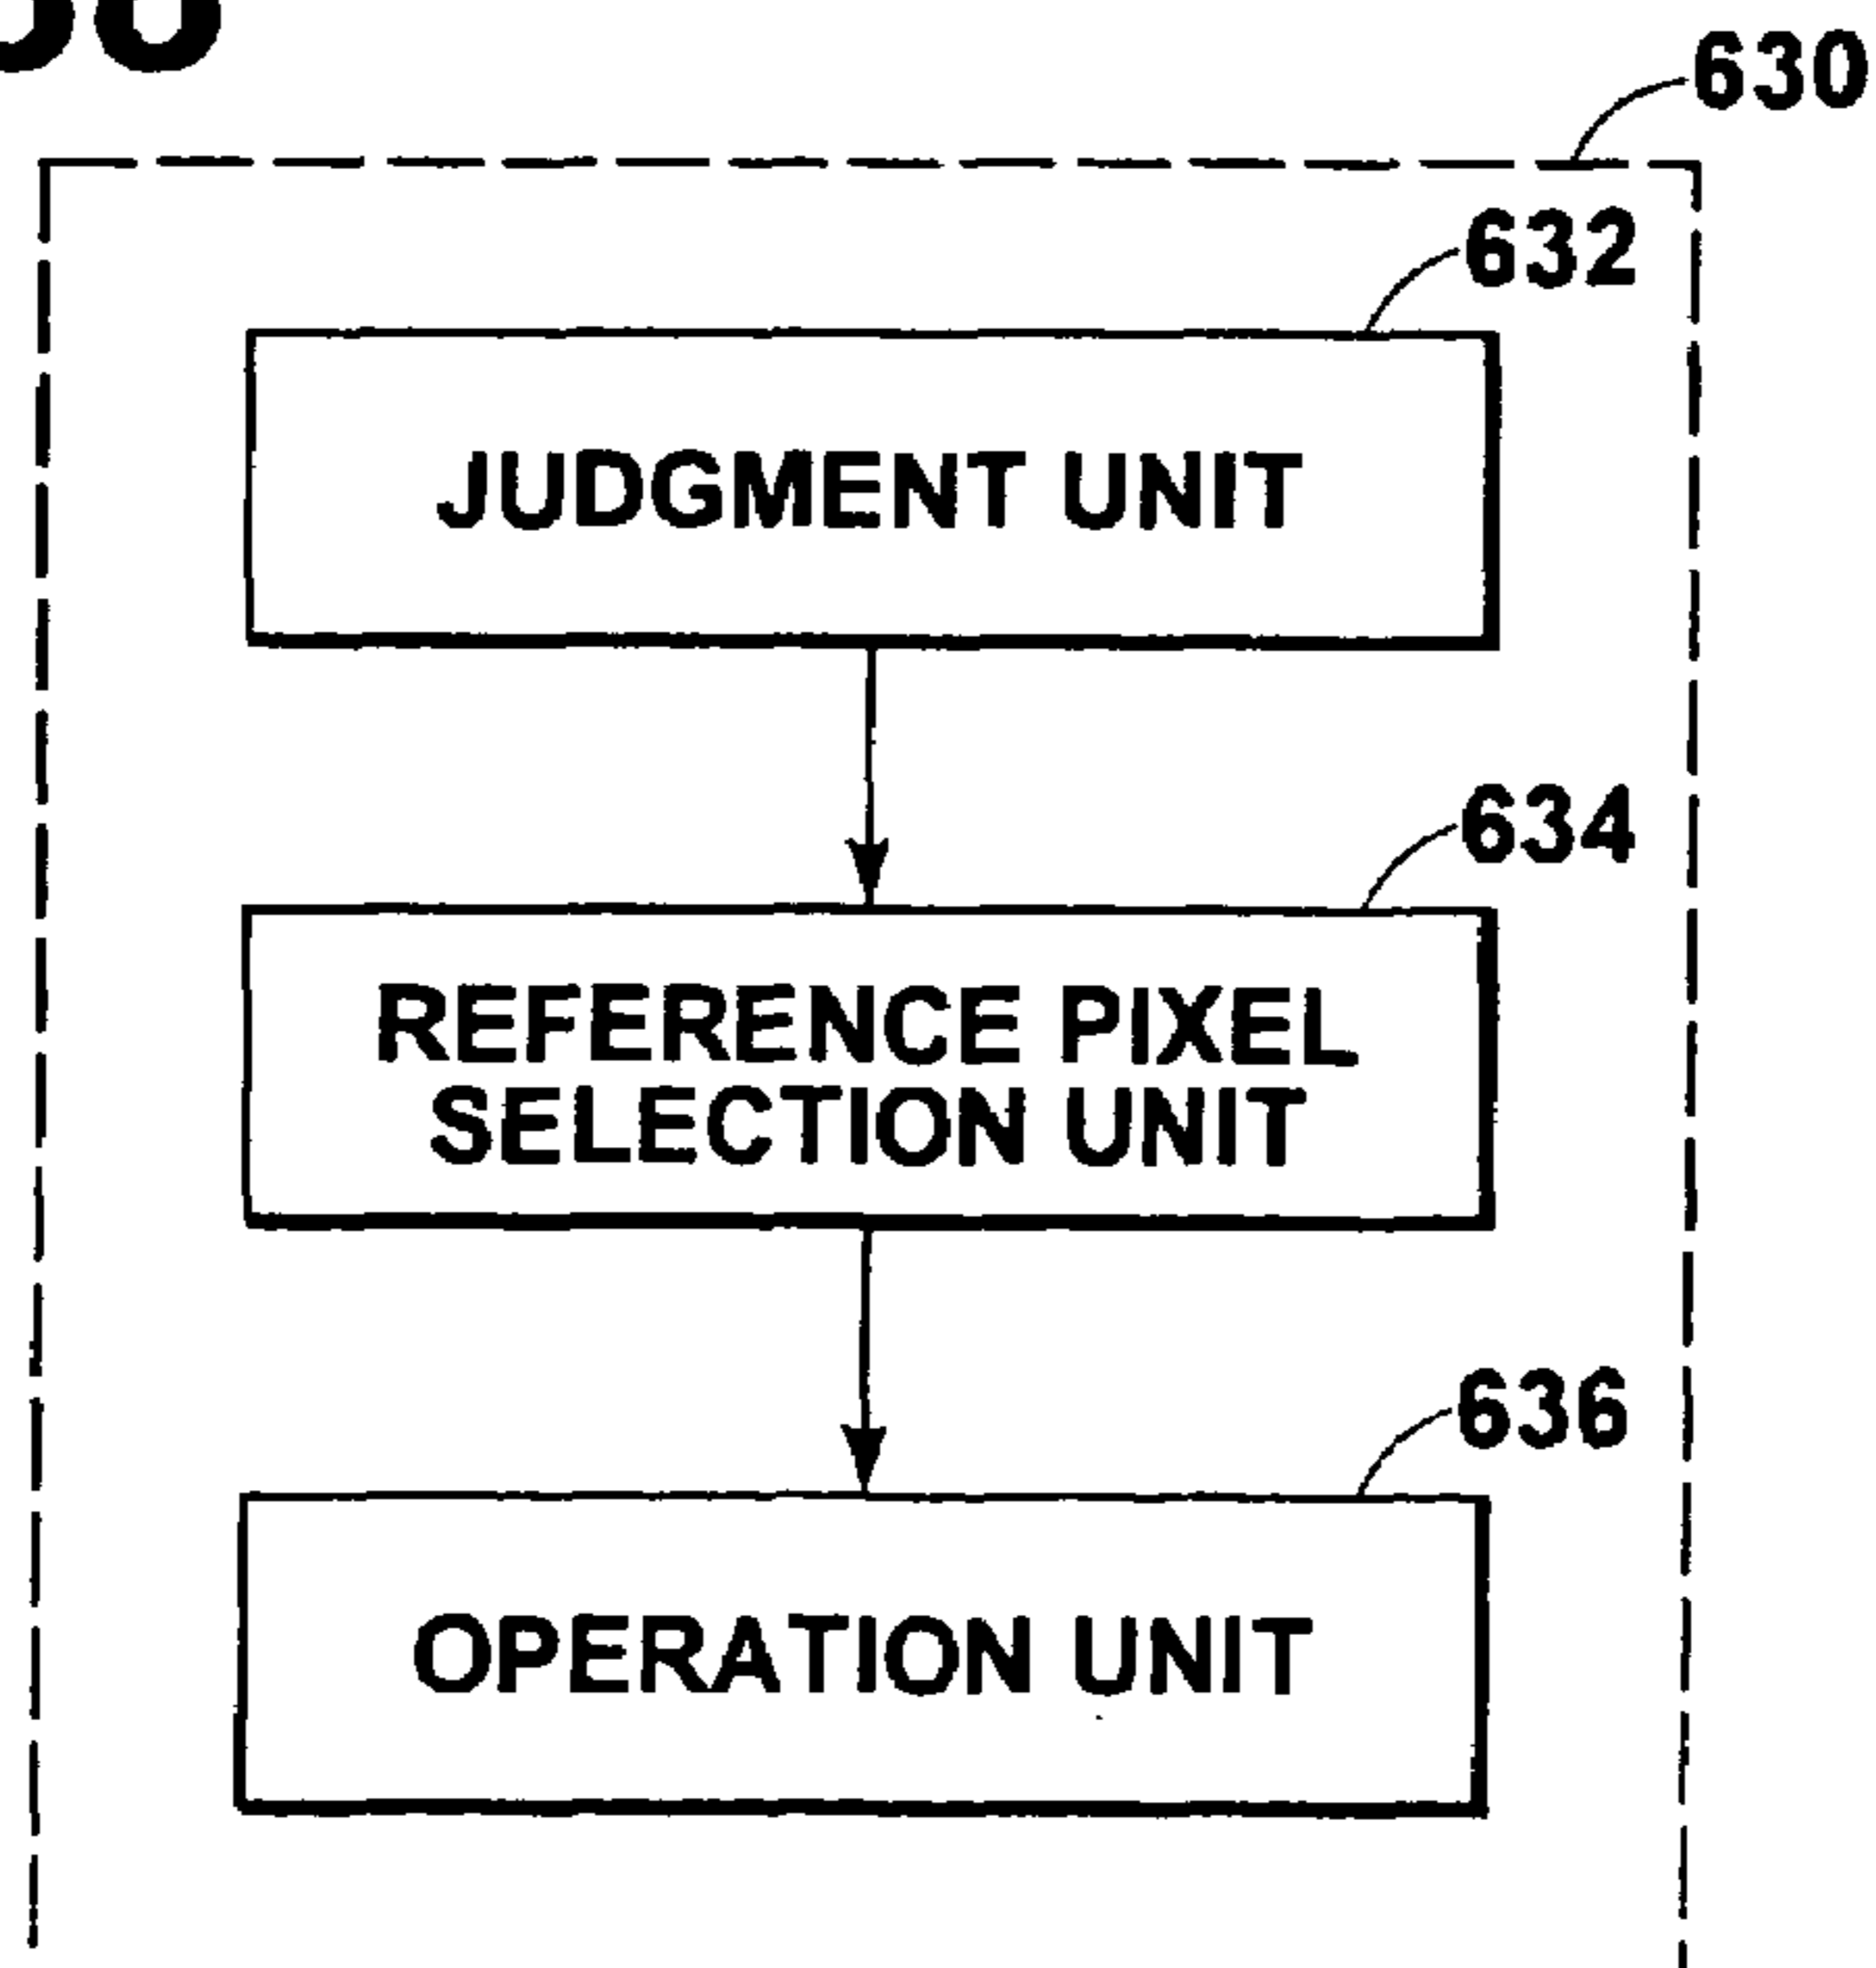 630
632
JUDGMENT UNIT
634
REFERENCE PIXEL
SELECTION UNIT
636
OPERATION UNIT